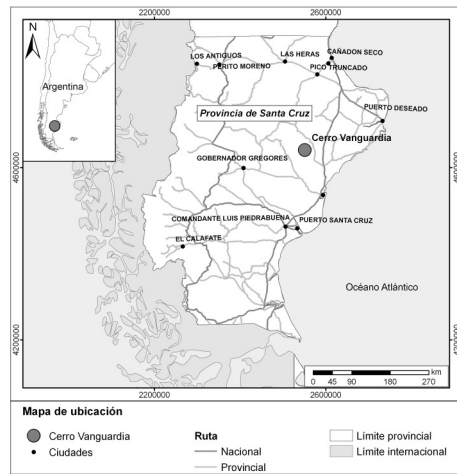 2200000 2600000
N
Argentina
LOS ANTIGUOS
PERITO MORENO
LAS HERAS
CAÑADON SECO
PICO TRUNCADO
PUERTO DESEADO
Provincia de Santa Cruz
Cerro Vanguardia
GOBERNADOR GREGORES
4600000
COMANDANTE LUIS PIEDRABUENA
PUERTO SANTA CRUZ
EL CALAFATE
Océano Atlántico
4200000 4200000
km
0 45 90 180 270
2200000 2600000
Mapa de ubicación
Cerro Vanguardia
Ciudades
Ruta
Nacional
Provincial
Límite provincial
Límite internacional